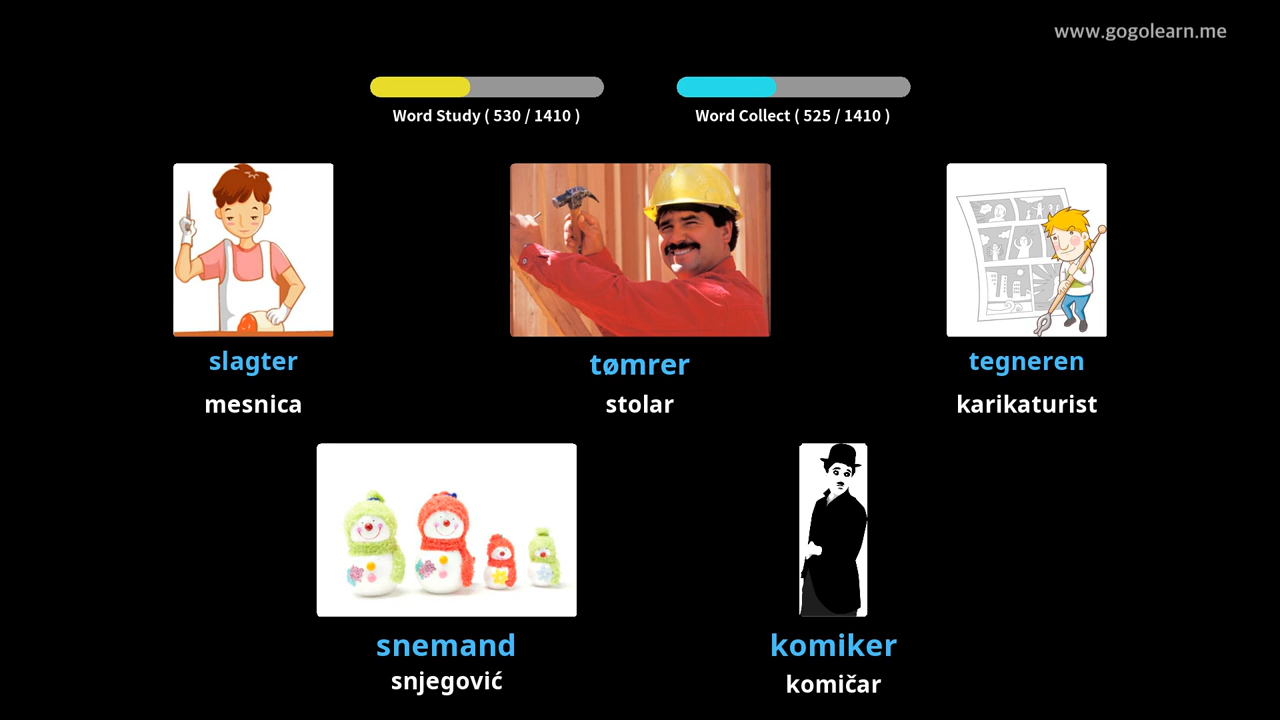 www.gogolearn.me
Word Study ( 530 / 1410 )
Word Collect ( 525 / 1410 )
slagter
tømrer
tegneren
mesnica
stolar
karikaturist
snemand
komiker
snjegović
komičar